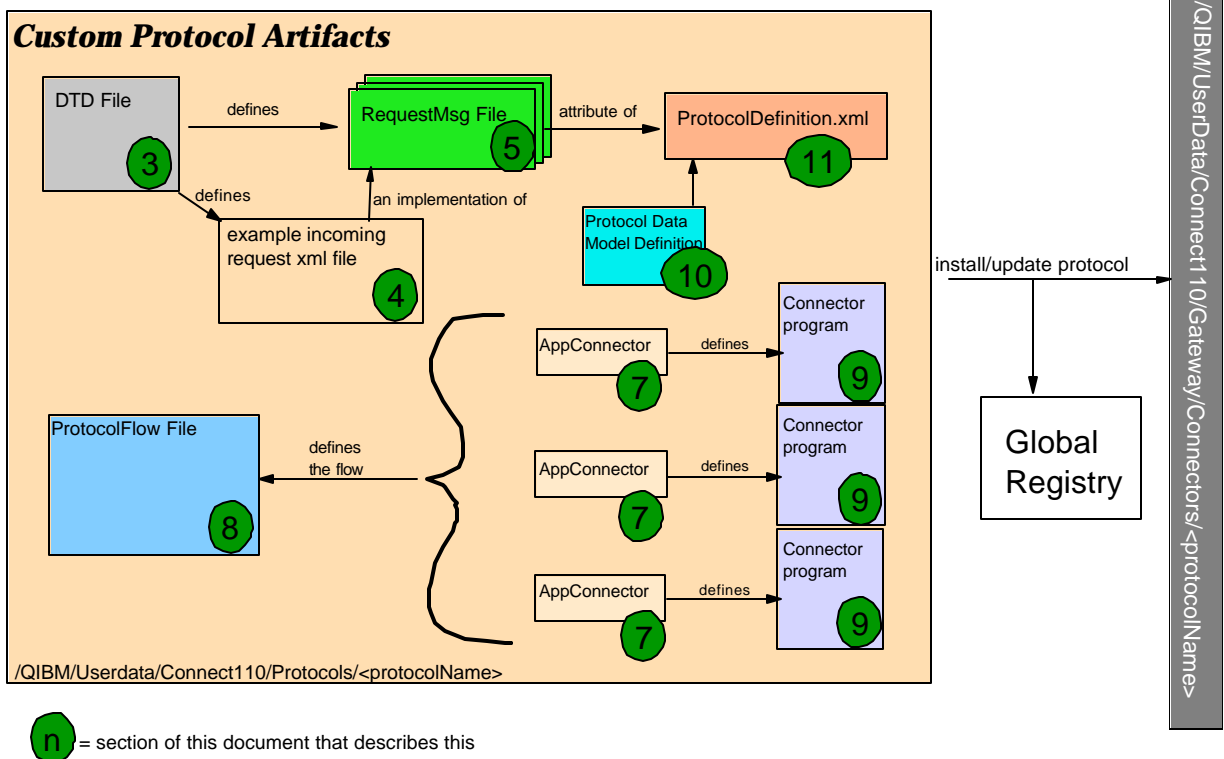 Custom Protocol Artifacts
DTD File
3
defines
RequestMsg File
5
attribute of
ProtocolDefinition.xml
11
defines
an implementation of
example incoming
request xml file
4
Protocol Data
Model Definition
10
install/update protocol
Global
Registry
/QIBM/UserData/Connect110/Gateway/Connectors/<protocolName>
AppConnector
7
defines
Connector
program
9
ProtocolFlow File
8
defines
the flow
AppConnector
7
defines
Connector
program
9
AppConnector
7
defines
Connector
program
9
/QIBM/Userdata/Connect110/Protocols/<protocolName>
n = section of this document that describes this